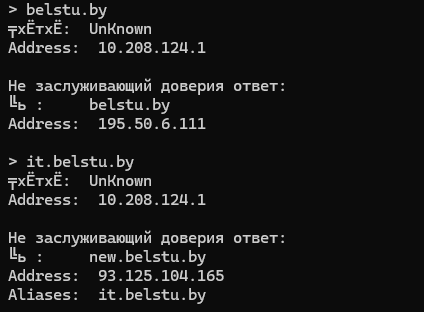 > belstu.by
╤хЁтхЁ:  UnKnown
Address:  10.208.124.1
Не заслуживающий доверия ответ:
╚ь :     belstu.by
Address:  195.50.6.111
> it.belstu.by
╤хЁтхЁ:  UnKnown
Address:  10.208.124.1
Не заслуживающий доверия ответ:
╚ь :     new.belstu.by
Address:  93.125.104.165
Aliases:  it.belstu.by